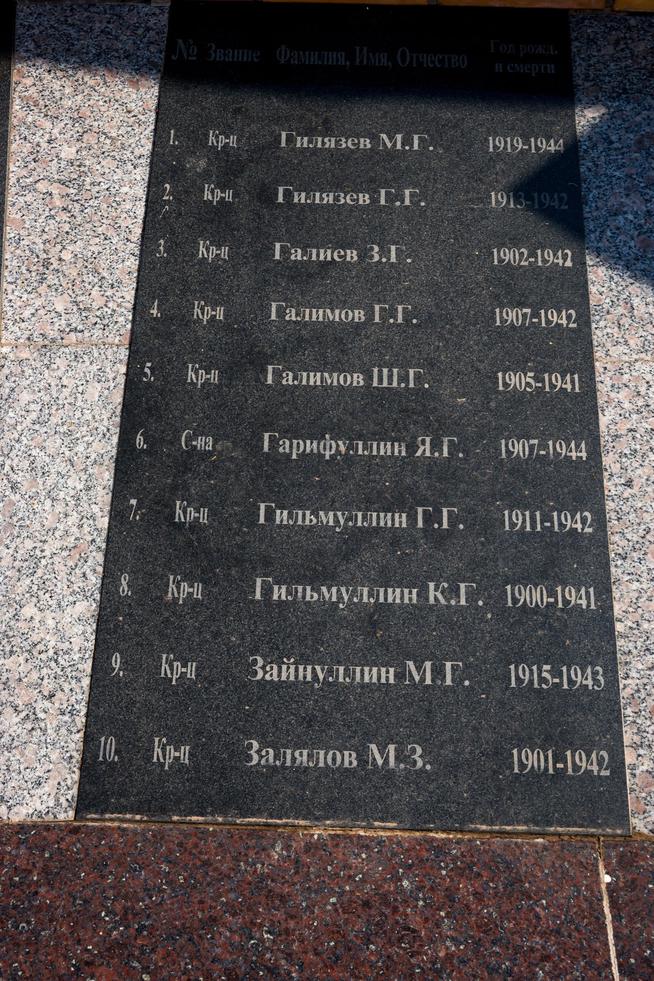 № Звание Фамилия, Имя, Отчество Год рожд. и смерти
1. Кр-ц Гилязев М.Г. 1919-1944
2. Кр-ц Гилязев Г.Г. 1913-1942
3. Кр-ц Галиев З.Г. 1902-1942
4. Кр-ц Галимов Г.Г. 1907-1942
5. Кр-ц Галимов Ш.Г. 1905-1941
6. С-на Гарифуллин Я.Г. 1907-1944
7. Кр-ц Гильмуллин Г.Г. 1911-1942
8. Кр-ц Гильмуллин К.Г. 1900-1941
9. Кр-ц Зайнуллин М.Г. 1915-1943
10. Кр-ц Залялов М.З. 1901-1942